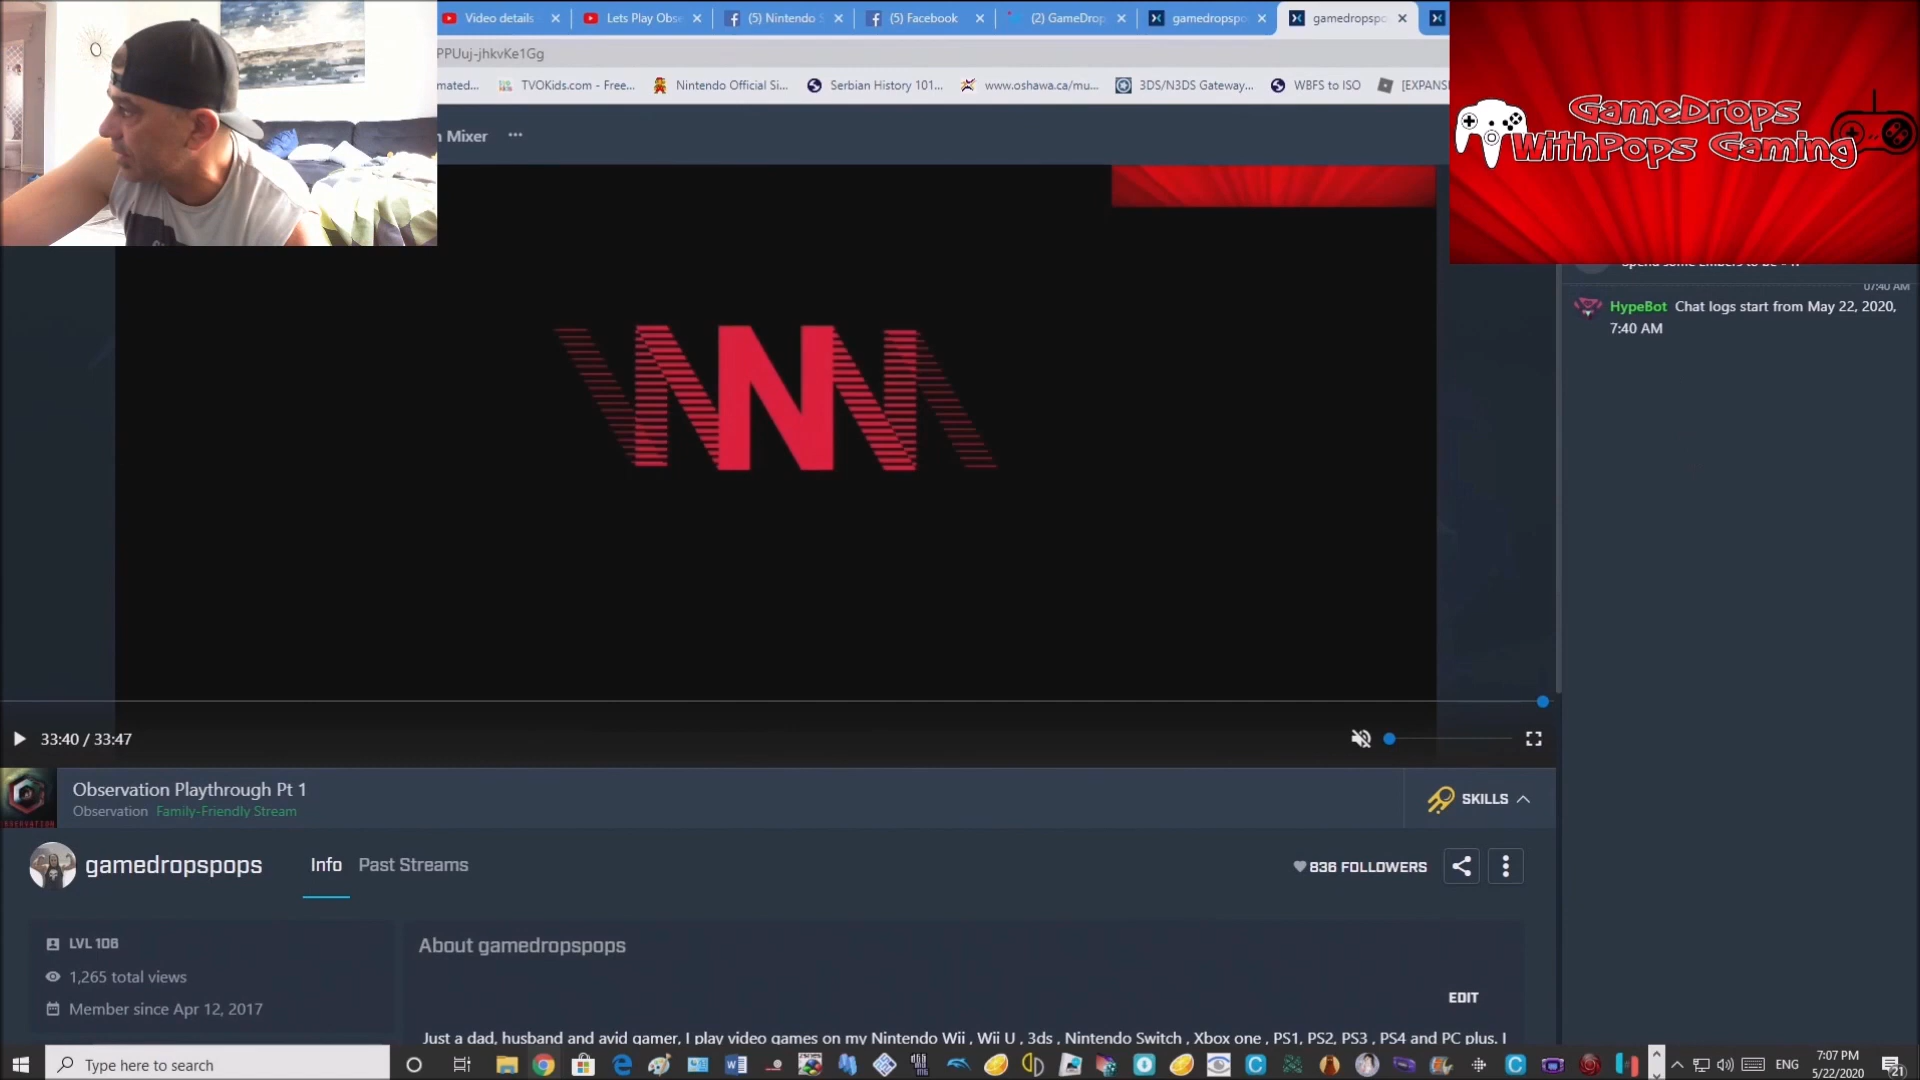 Video details
Lets Play Obs
(5) Nintendo S
(5) Facebook
(2) GameDrop
gamedropspo
gamedropspo
PPUuj-jhkvKe1Gg
mated...
TVOKids.com - Free...
Nintendo Official Si...
Serbian History 101...
www.oshawa.ca/mu...
3DS/N3DS Gateway...
WBFS to ISO
[EXPANS
GameDrops
WithPops Gaming
n Mixer
N
07:40 AM
HypeBot Chat logs start from May 22, 2020,
7:40 AM
33:40 / 33:47
Observation Playthrough Pt 1
Observation Family-Friendly Stream
SKILLS
gamedropspops
Info
Past Streams
836 FOLLOWERS
LVL 106
1,265 total views
Member since Apr 12, 2017
About gamedropspops
EDIT
Just a dad, husband and avid gamer, I play video games on my Nintendo Wii , Wii U , 3ds , Nintendo Switch , Xbox one , PS1, PS2, PS3 , PS4 and PC plus. I
Type here to search
ENG
7:07 PM
5/22/2020
21